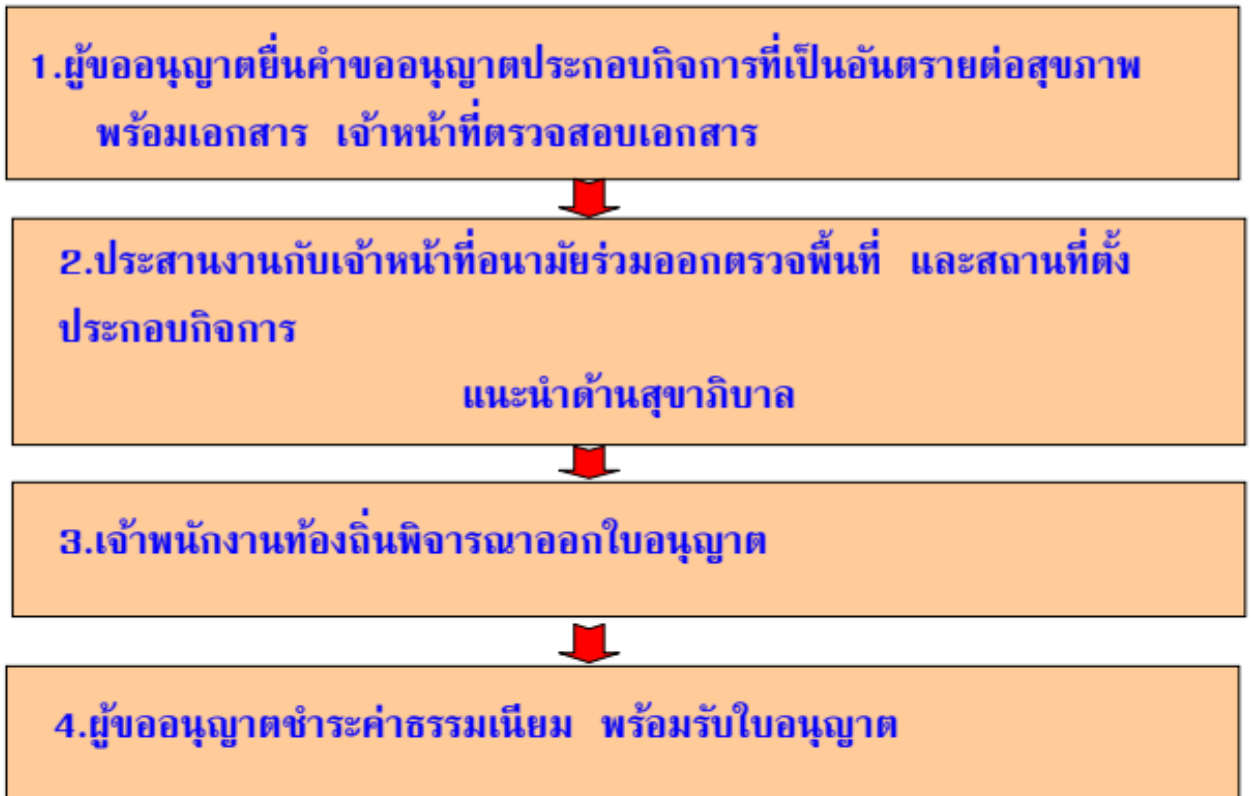 1.ผู้ขออนุญาตยื่นคำขออนุญาตประกอบกิจการที่เป็นอันตรายต่อสุขภาพ
พร้อมเอกสาร เจ้าหน้าที่ตรวจสอบเอกสาร
2.ประสานงานกับเจ้าหน้าที่อนามัยร่วมออกตรวจพื้นที่ และสถานที่ตั้ง
ประกอบกิจการ
แนะนำด้านสุขาภิบาล
3.เจ้าพนักงานท้องถิ่นพิจารณาออกใบอนุญาต
4.ผู้ขออนุญาตชำระค่าธรรมเนียม พร้อมรับใบอนุญาต